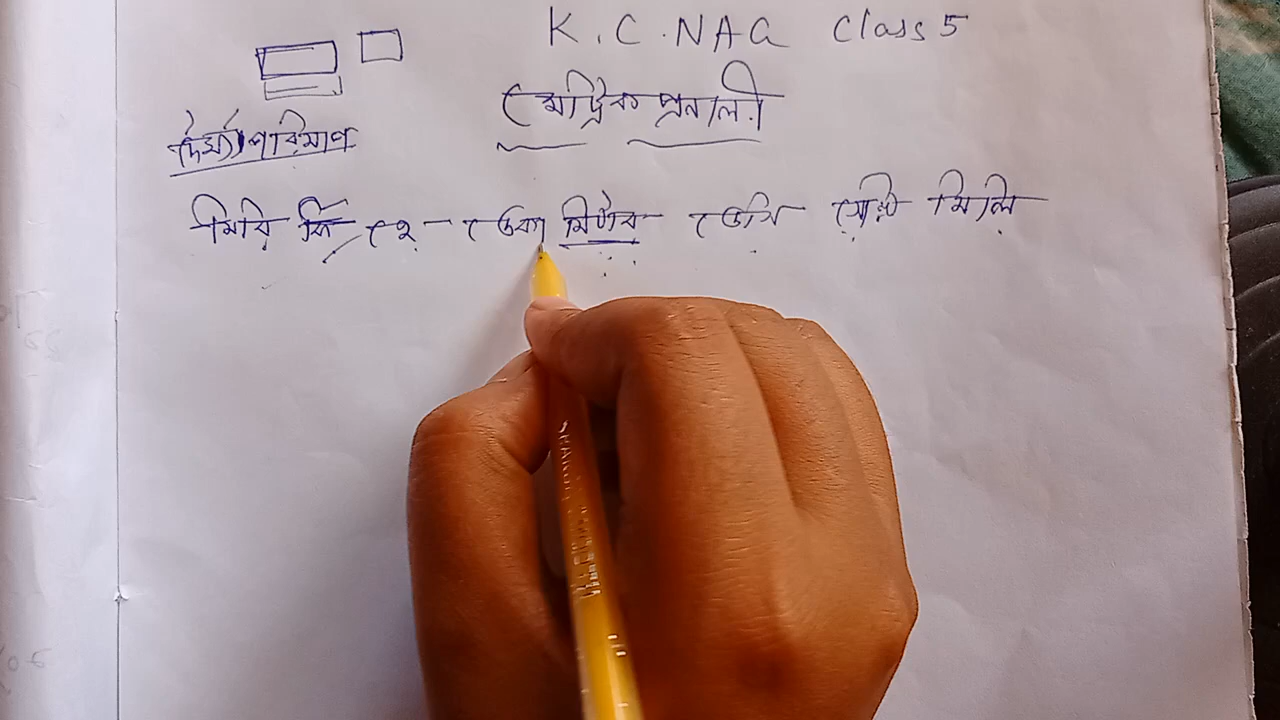 K.C.NAG Class 5
মেট্রিক প্রনালী
দৈর্ঘ্য পরিমাপ
মিরি কি হে - ডেকা মিটার ডেসি সেন্টি মিলি